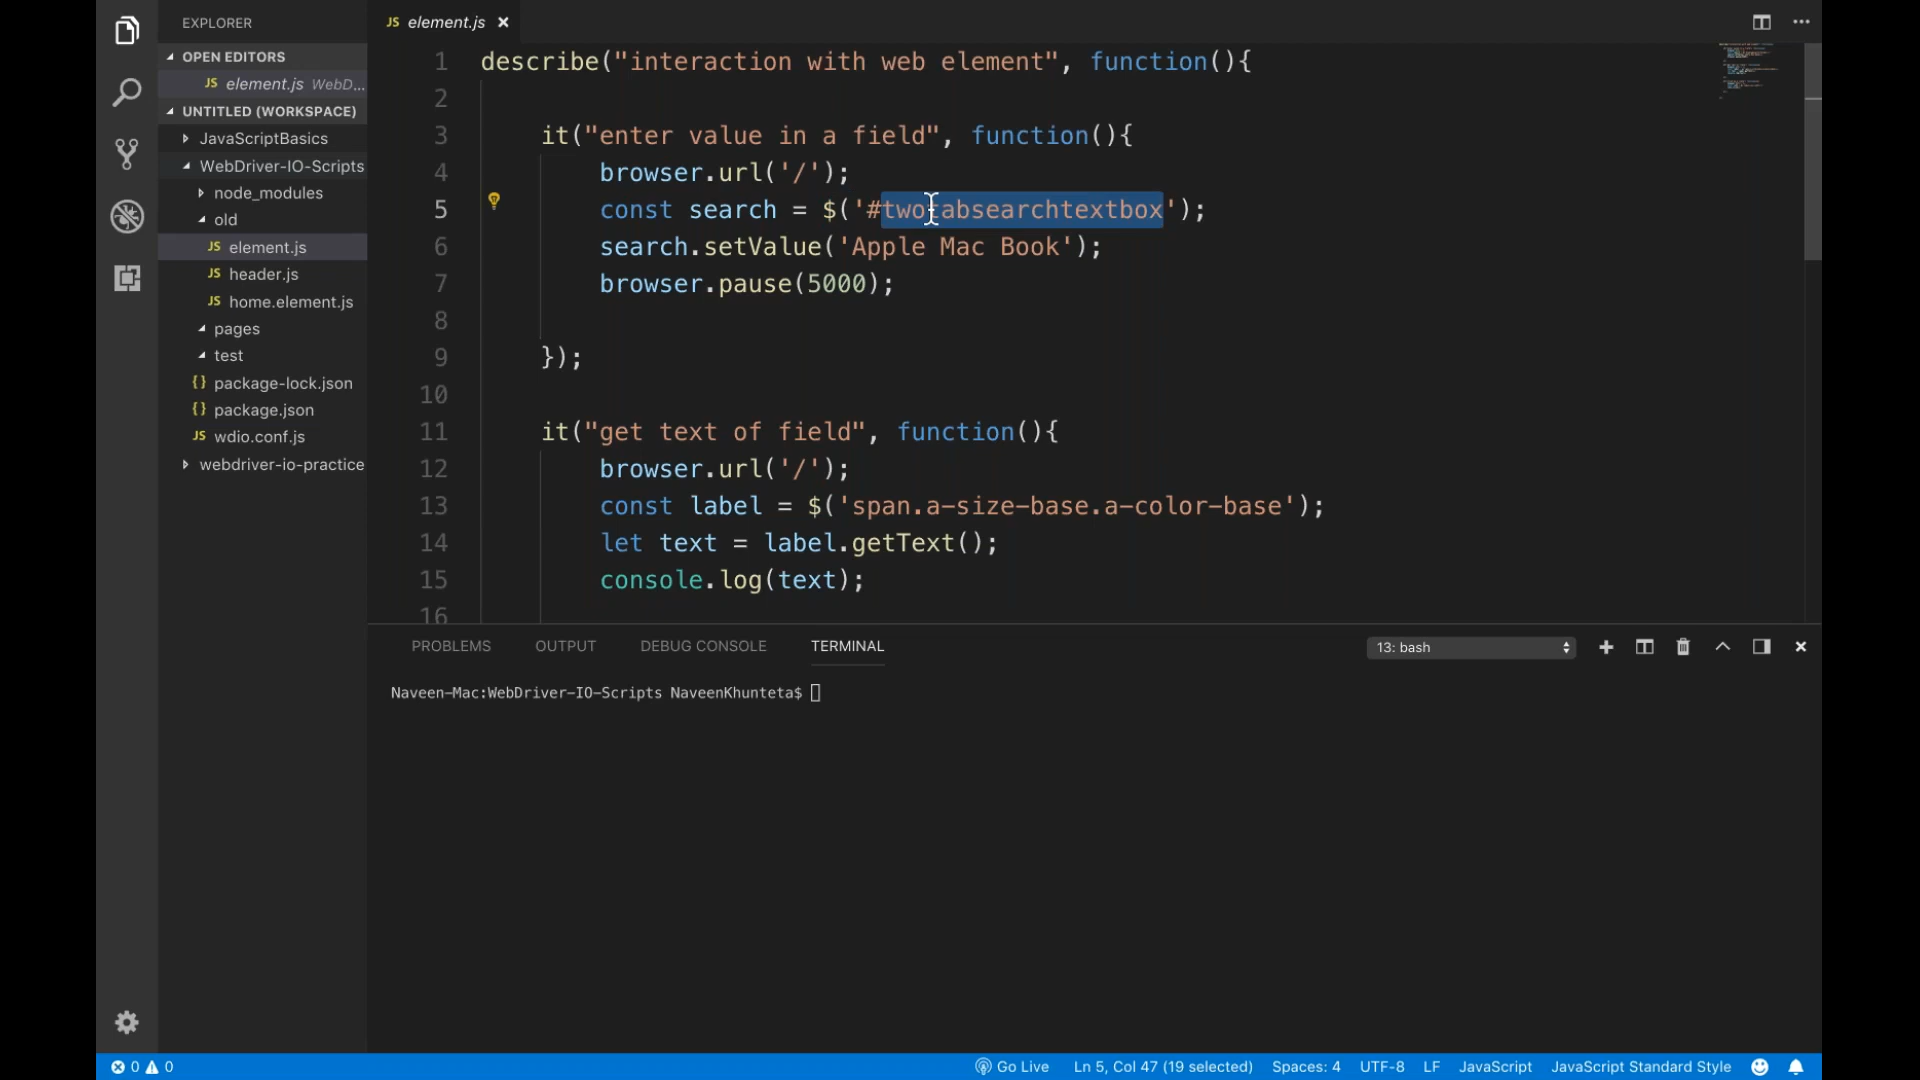 EXPLORER
OPEN EDITORS
JS element.js WebD...
UNTITLED (WORKSPACE)
JavaScriptBasics
WebDriver-IO-Scripts
node_modules
old
JS element.js
JS header.js
JS home.element.js
pages
test
{} package-lock.json
{} package.json
JS wdio.conf.js
webdriver-io-practice
JS element.js
1 describe("interaction with web element", function(){
2
3 it("enter value in a field", function(){
4 browser.url('/');
5 const search = $('#twotabsearchtextbox');
6 search.setValue('Apple Mac Book');
7 browser.pause(5000);
8
9 });
10
11 it("get text of field", function(){
12 browser.url('/');
13 const label = $('span.a-size-base.a-color-base');
14 let text = label.getText();
15 console.log(text);
16
PROBLEMS OUTPUT DEBUG CONSOLE TERMINAL 13: bash
Naveen-Mac:WebDriver-IO-Scripts NaveenKhunteta$
0 0 Go Live Ln 5, Col 47 (19 selected) Spaces: 4 UTF-8 LF JavaScript JavaScript Standard Style